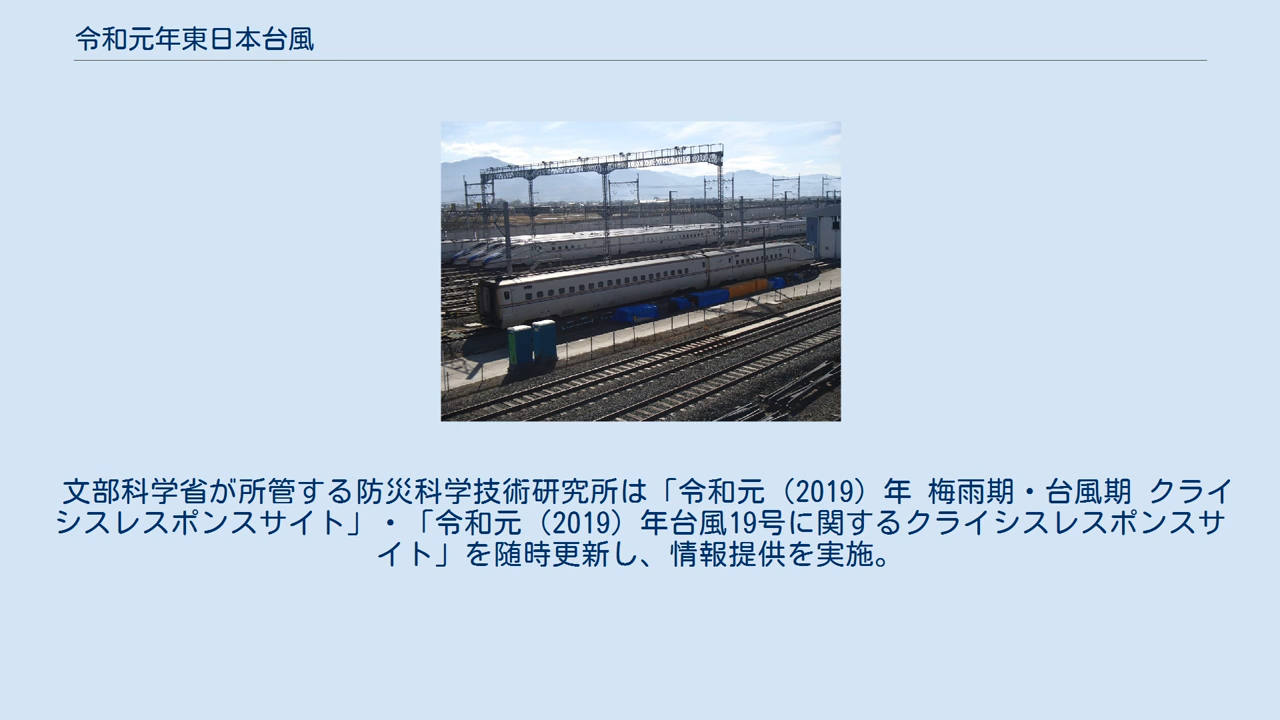 令和元年東日本台風
文部科学省が所管する防災科学技術研究所は「令和元（2019）年 梅雨期・台風期 クライ
シスレスポンスサイト」・「令和元（2019）年台風19号に関するクライシスレスポンスサ
イト」を随時更新し、情報提供を実施。